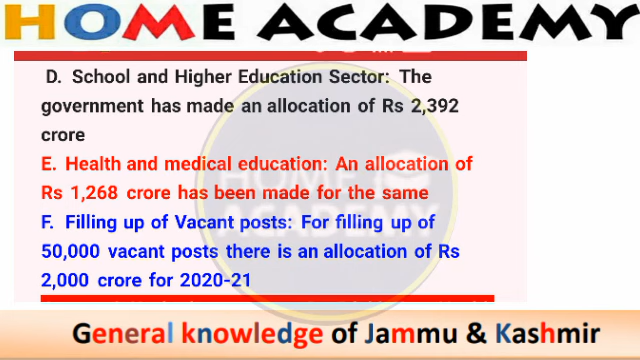 HOME ACADEMY
D. School and Higher Education Sector: The
government has made an allocation of Rs 2,392
crore
E. Health and medical education: An allocation of
Rs 1,268 crore has been made for the same
F. Filling up of Vacant posts: For filling up of
50,000 vacant posts there is an allocation of Rs
2,000 crore for 2020-21
HOME
ACADEMY
General knowledge of Jammu & Kashmir